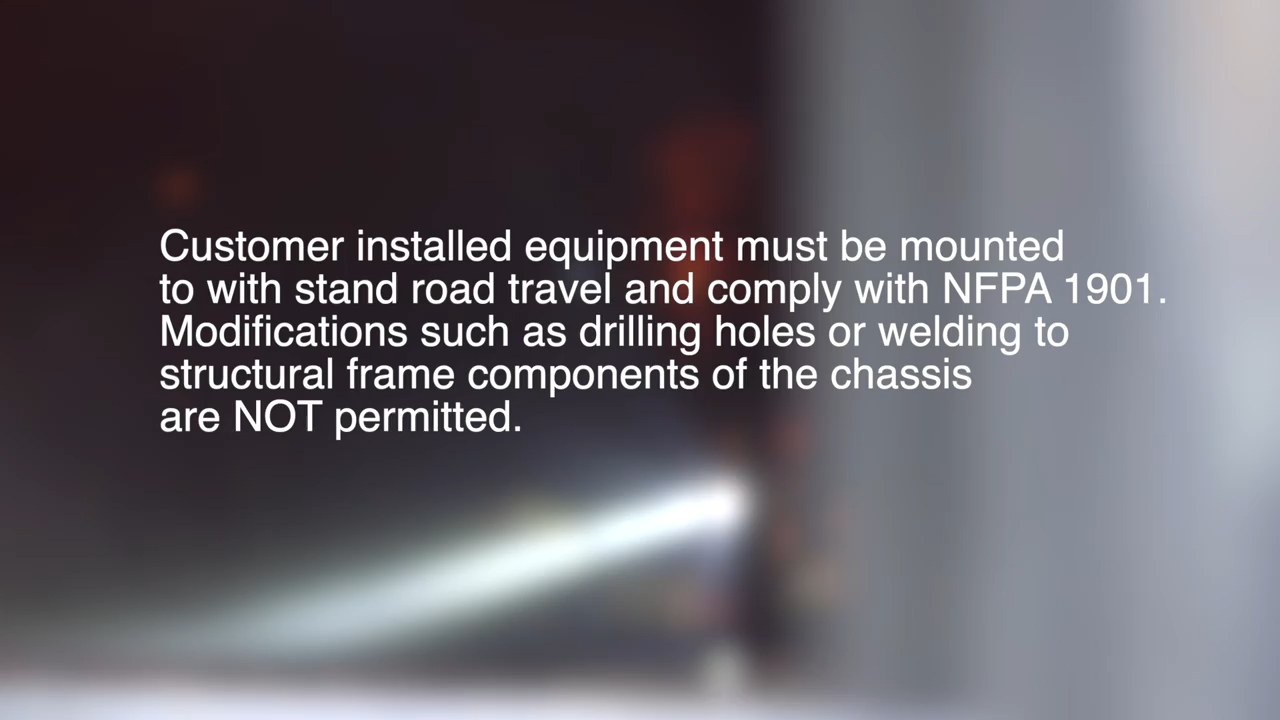 Customer installed equipment must be mounted
to with stand road travel and comply with NFPA 1901.
Modifications such as drilling holes or welding to
structural frame components of the chassis
are NOT permitted.